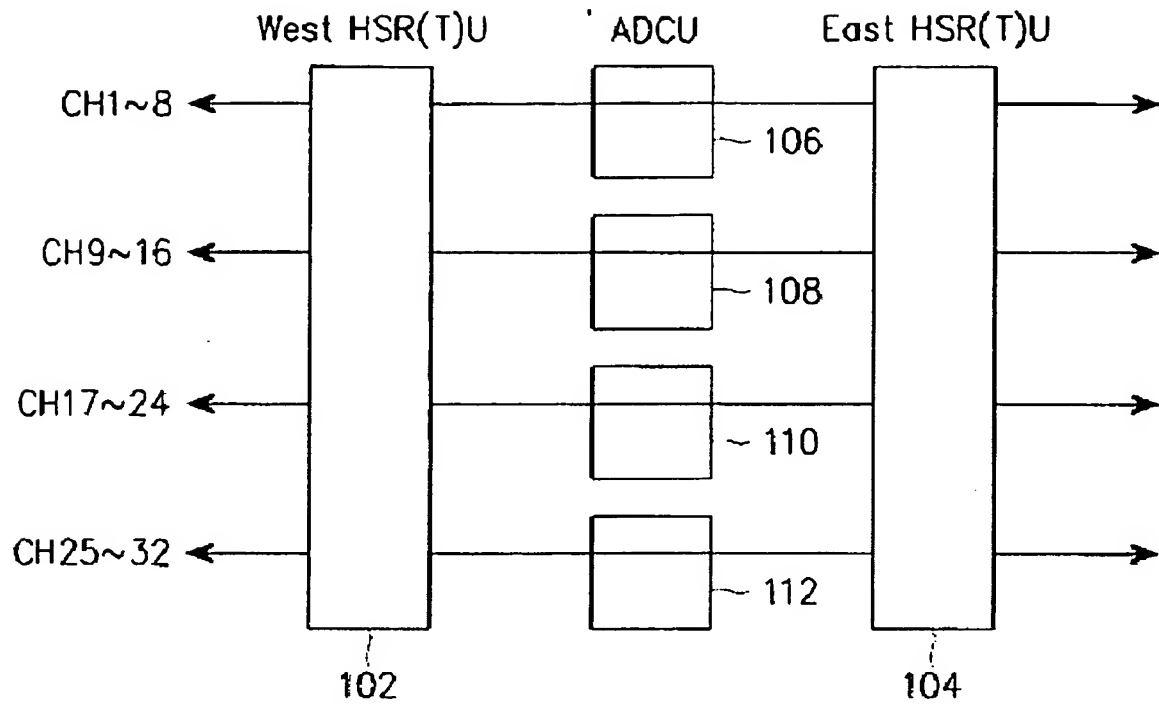 West HSR(T)U ADCU East HSR(T)U
CH1~8
106
CH9~16
108
CH17~24
110
CH25~32
112
102 104